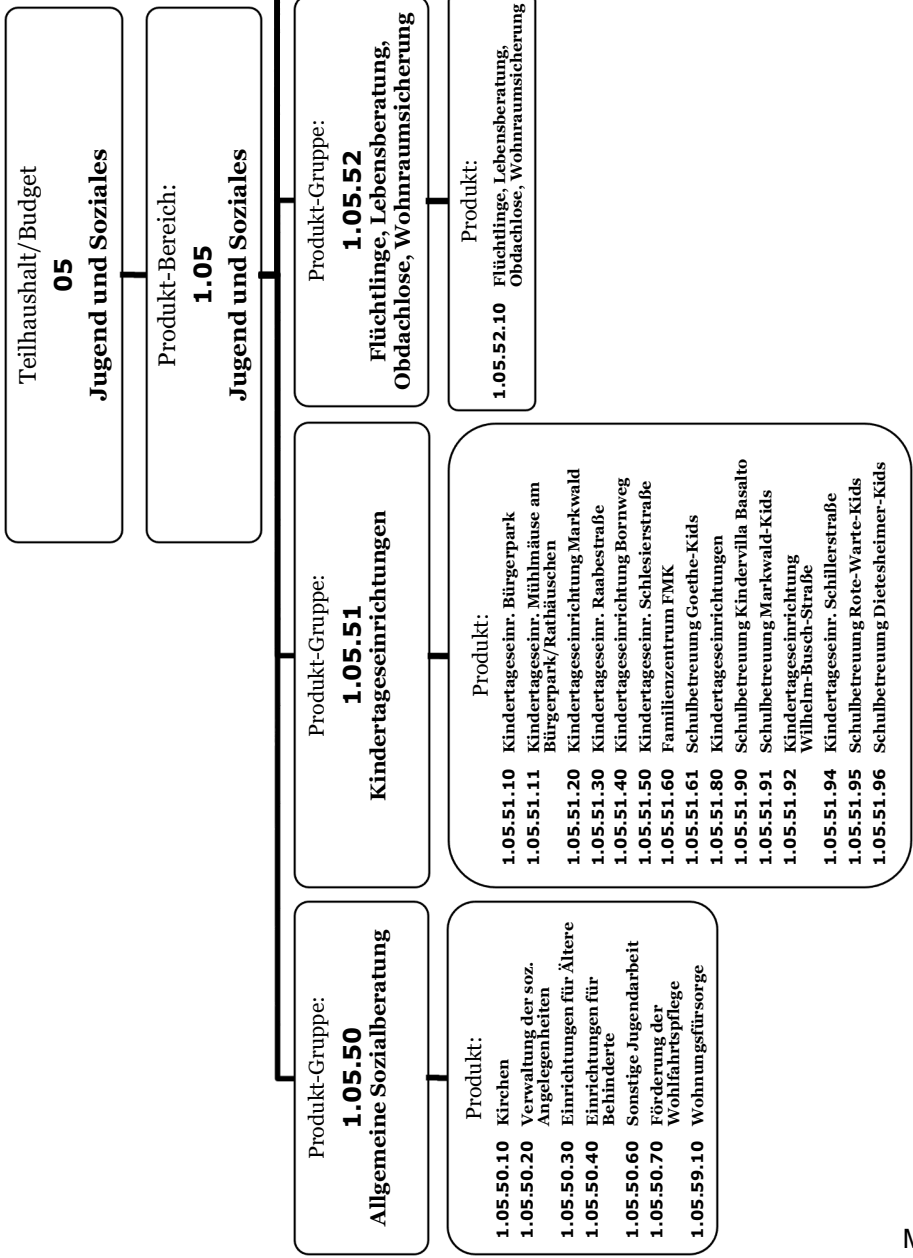 Teilhaushalt/Budget
05
Jugend und Soziales
Produkt-Bereich:
1.05
Jugend und Soziales
Produkt-Gruppe:
1.05.50
Allgemeine Sozialberatung
Produkt:
1.05.50.10 Kirchen
1.05.50.20 Verwaltung der soz.
Angelegenheiten
1.05.50.30 Einrichtungen für Ältere
1.05.50.40 Einrichtungen für
Behinderte
1.05.50.60 Sonstige Jugendarbeit
1.05.50.70 Förderung der
Wohlfahrtspflege
1.05.59.10 Wohnungsfürsorge
Produkt-Gruppe:
1.05.51
Kindertageseinrichtungen
Produkt:
1.05.51.10 Kindertageseinr. Bürgerpark
1.05.51.11 Kindertageseinr. Mühlmäuse am
Bürgerpark/Rathäuschen
1.05.51.20 Kindertageseinrichtung Markwald
1.05.51.30 Kindertageseinr. Raabestraße
1.05.51.40 Kindertageseinrichtung Bornweg
1.05.51.50 Kindertageseinr. Schlesierstraße
1.05.51.60 Familienzentrum FMK
1.05.51.61 Schulbetreuung Goethe-Kids
1.05.51.80 Kindertageseinrichtungen
1.05.51.90 Schulbetreuung Kindervilla Basalto
1.05.51.91 Schulbetreuung Markwald-Kids
1.05.51.92 Kindertageseinrichtung
Wilhelm-Busch-Straße
1.05.51.94 Kindertageseinr. Schillerstraße
1.05.51.95 Schulbetreuung Rote-Warte-Kids
1.05.51.96 Schulbetreuung Dietesheimer-Kids
Produkt-Gruppe:
1.05.52
Flüchtlinge, Lebensberatung,
Obdachlose, Wohnraumsicherung
Produkt:
1.05.52.10 Flüchtlinge, Lebensberatung,
Obdachlose, Wohnraumsicherung